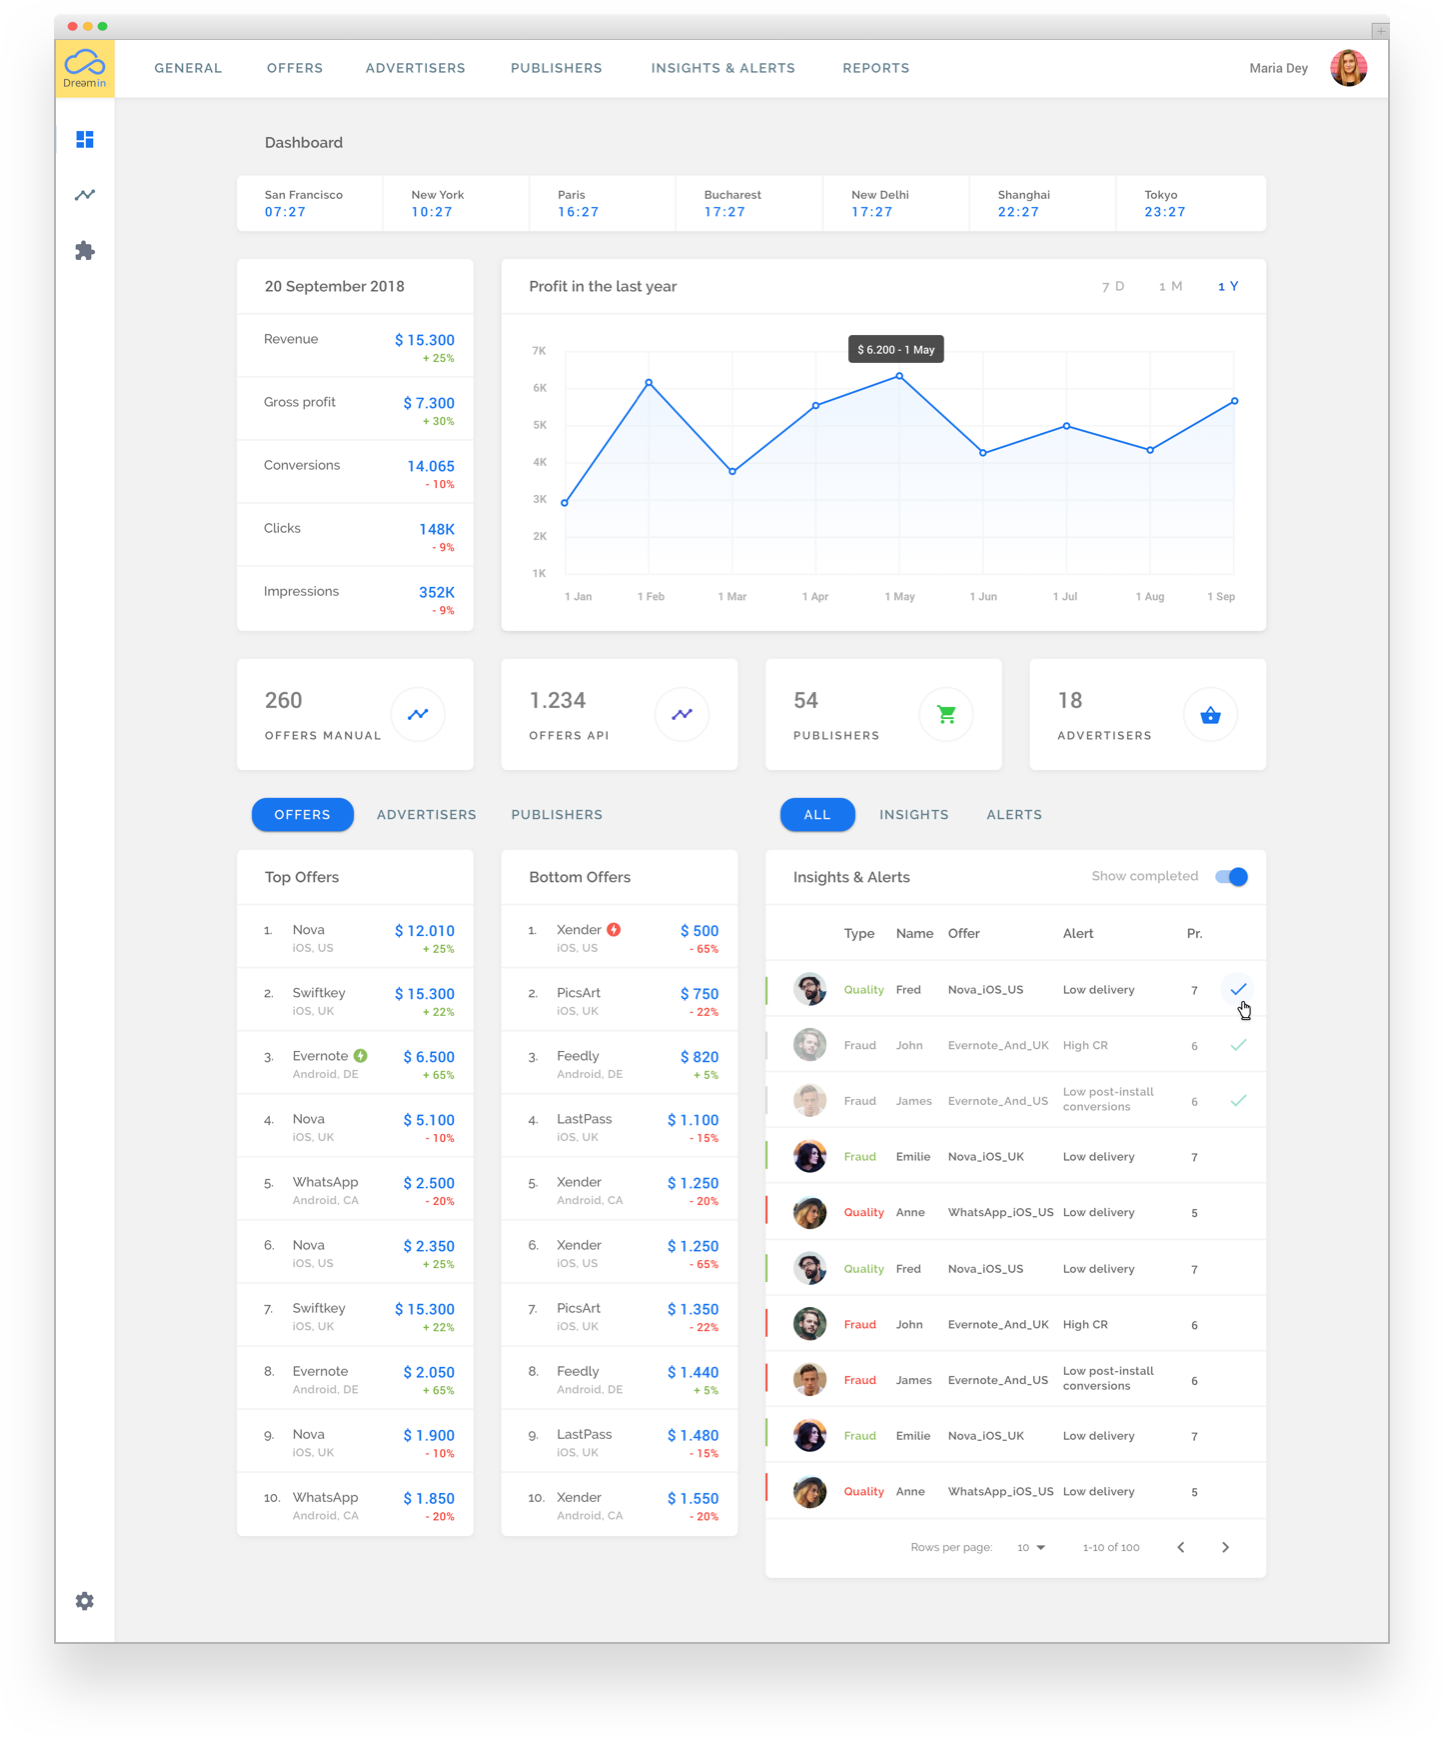 Dreamin
GENERAL OFFERS ADVERTISERS PUBLISHERS INSIGHTS & ALERTS REPORTS Maria Dey
Dashboard
San Francisco New York Paris Bucharest New Delhi Shanghai Tokyo
07:27 10:27 16:27 17:27 17:27 22:27 23:27
20 September 2018
Revenue $ 15.300
+ 25%
Gross profit $ 7.300
+ 30%
Conversions 14.065
- 10%
Clicks 148K
- 9%
Impressions 352K
- 9%
Profit in the last year 7 D 1 M 1 Y
$ 6.200 - 1 May
7K
6K
5K
4K
3K
2K
1K
1 Jan 1 Feb 1 Mar 1 Apr 1 May 1 Jun 1 Jul 1 Aug 1 Sep
260
OFFERS MANUAL
1.234
OFFERS API
54
PUBLISHERS
18
ADVERTISERS
OFFERS ADVERTISERS PUBLISHERS
Top Offers
1. Nova $ 12.010
iOS, US + 25%
2. Swiftkey $ 15.300
iOS, UK + 22%
3. Evernote $ 6.500
Android, DE + 65%
4. Nova $ 5.100
iOS, UK - 10%
5. WhatsApp $ 2.500
Android, CA - 20%
6. Nova $ 2.350
iOS, US + 25%
7. Swiftkey $ 15.300
iOS, UK + 22%
8. Evernote $ 2.050
Android, DE + 65%
9. Nova $ 1.900
iOS, UK - 10%
10. WhatsApp $ 1.850
Android, CA - 20%
Bottom Offers
1. Xender $ 500
iOS, US - 65%
2. PicsArt $ 750
iOS, UK - 22%
3. Feedly $ 820
Android, DE + 5%
4. LastPass $ 1.100
iOS, UK - 15%
5. Xender $ 1.250
Android, CA - 20%
6. Xender $ 1.250
iOS, US - 65%
7. PicsArt $ 1.350
iOS, UK - 22%
8. Feedly $ 1.440
Android, DE + 5%
9. LastPass $ 1.480
iOS, UK - 15%
10. Xender $ 1.550
Android, CA - 20%
ALL INSIGHTS ALERTS
Insights & Alerts Show completed
Type Name Offer Alert Pr.
Quality Fred Nova_iOS_US Low delivery 7
Fraud John Evernote_And_UK High CR 6
Fraud James Evernote_And_US Low post-install
conversions 6
Fraud Emilie Nova_iOS_UK Low delivery 7
Quality Anne WhatsApp_iOS_US Low delivery 5
Quality Fred Nova_iOS_US Low delivery 7
Fraud John Evernote_And_UK High CR 6
Fraud James Evernote_And_US Low post-install
conversions 6
Fraud Emilie Nova_iOS_UK Low delivery 7
Quality Anne WhatsApp_iOS_US Low delivery 5
Rows per page: 10 1-10 of 100